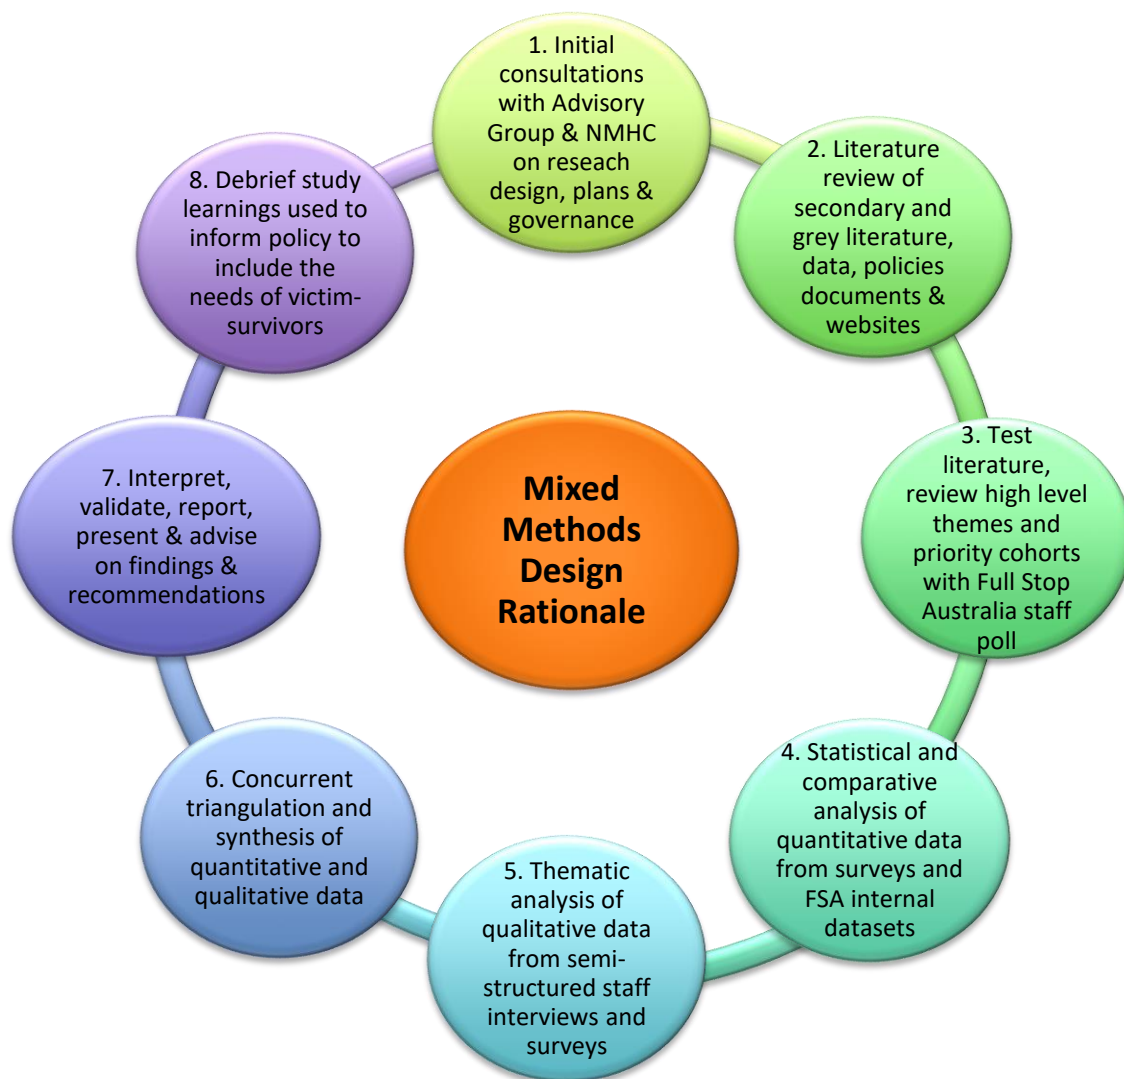 1. Initial
consultations
with Advisory
Group & NMHC
on reseach
design, plans &
governance
2. Literature
review of
secondary and
grey literature,
data, policies
documents &
websites
3. Test
literature,
review high level
themes and
priority cohorts
with Full Stop
Australia staff
poll
4. Statistical and
comparative
analysis of
quantitative data
from surveys and
FSA internal
datasets
5. Thematic
analysis of
qualitative data
from semi-
structured staff
interviews and
surveys
6. Concurrent
triangulation and
synthesis of
quantitative and
qualitative data
7. Interpret,
validate, report,
present & advise
on findings &
recommendations
8. Debrief study
learnings used to
inform policy to
include the
needs of victim-
survivors
Mixed
Methods
Design
Rationale